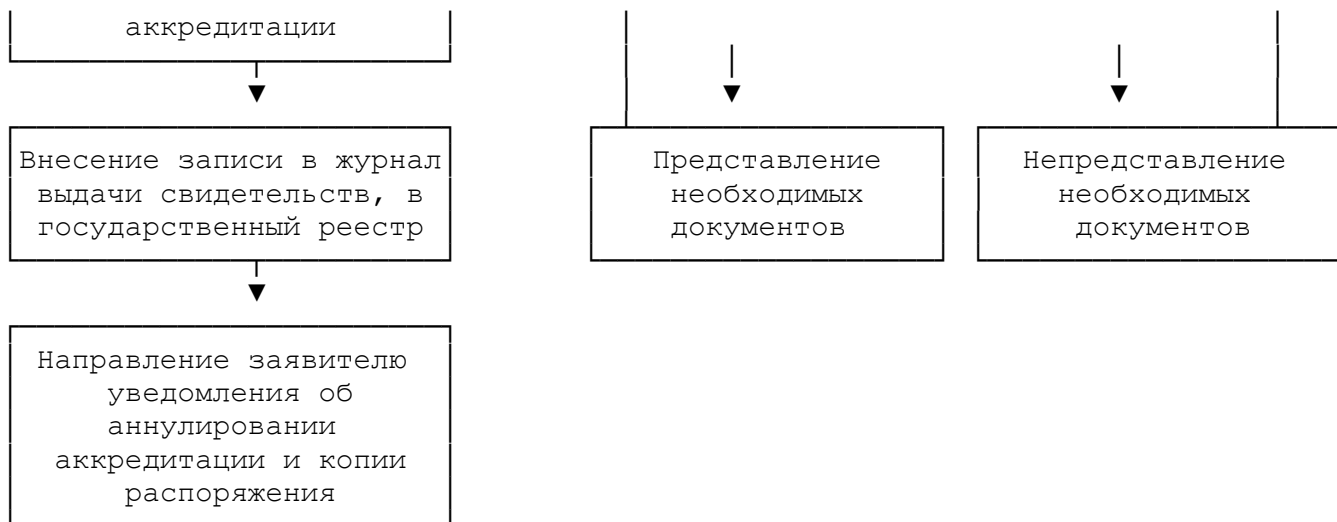 аккредитации
Внесение записи в журнал
выдачи свидетельств, в
государственный реестр
Представление
необходимых
документов
Непредставление
необходимых
документов
Направление заявителю
уведомления об
аннулировании
аккредитации и копии
распоряжения